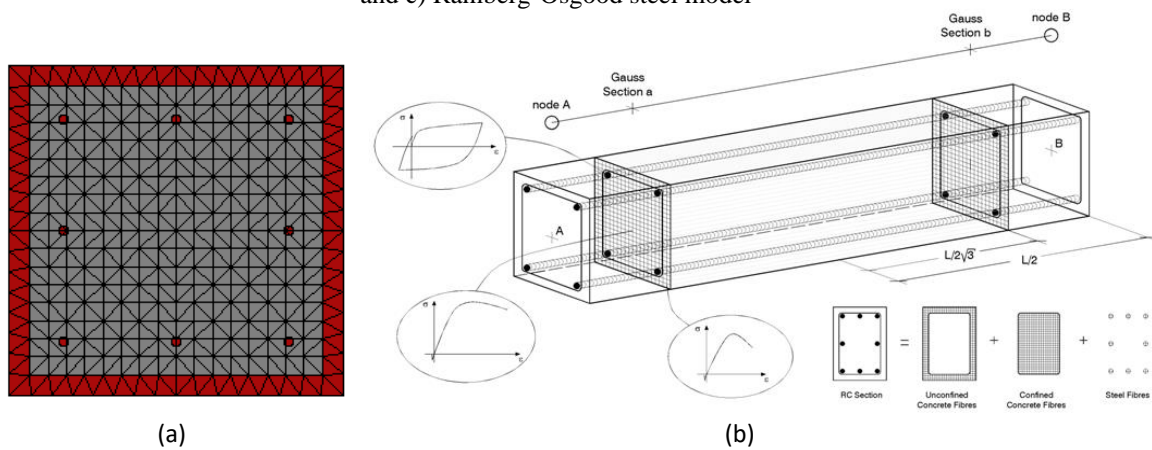 and c) Ramberg-Osgood steel model
Gauss
Section b
node B
Gauss
Section a
node A
σ
ε
B
A
L/2√3
L/2
σ
ε
σ
ε
RC Section
=
Unconfined
Concrete Fibres
+
Confined
Concrete Fibres
+
Steel Fibres
(a)
(b)